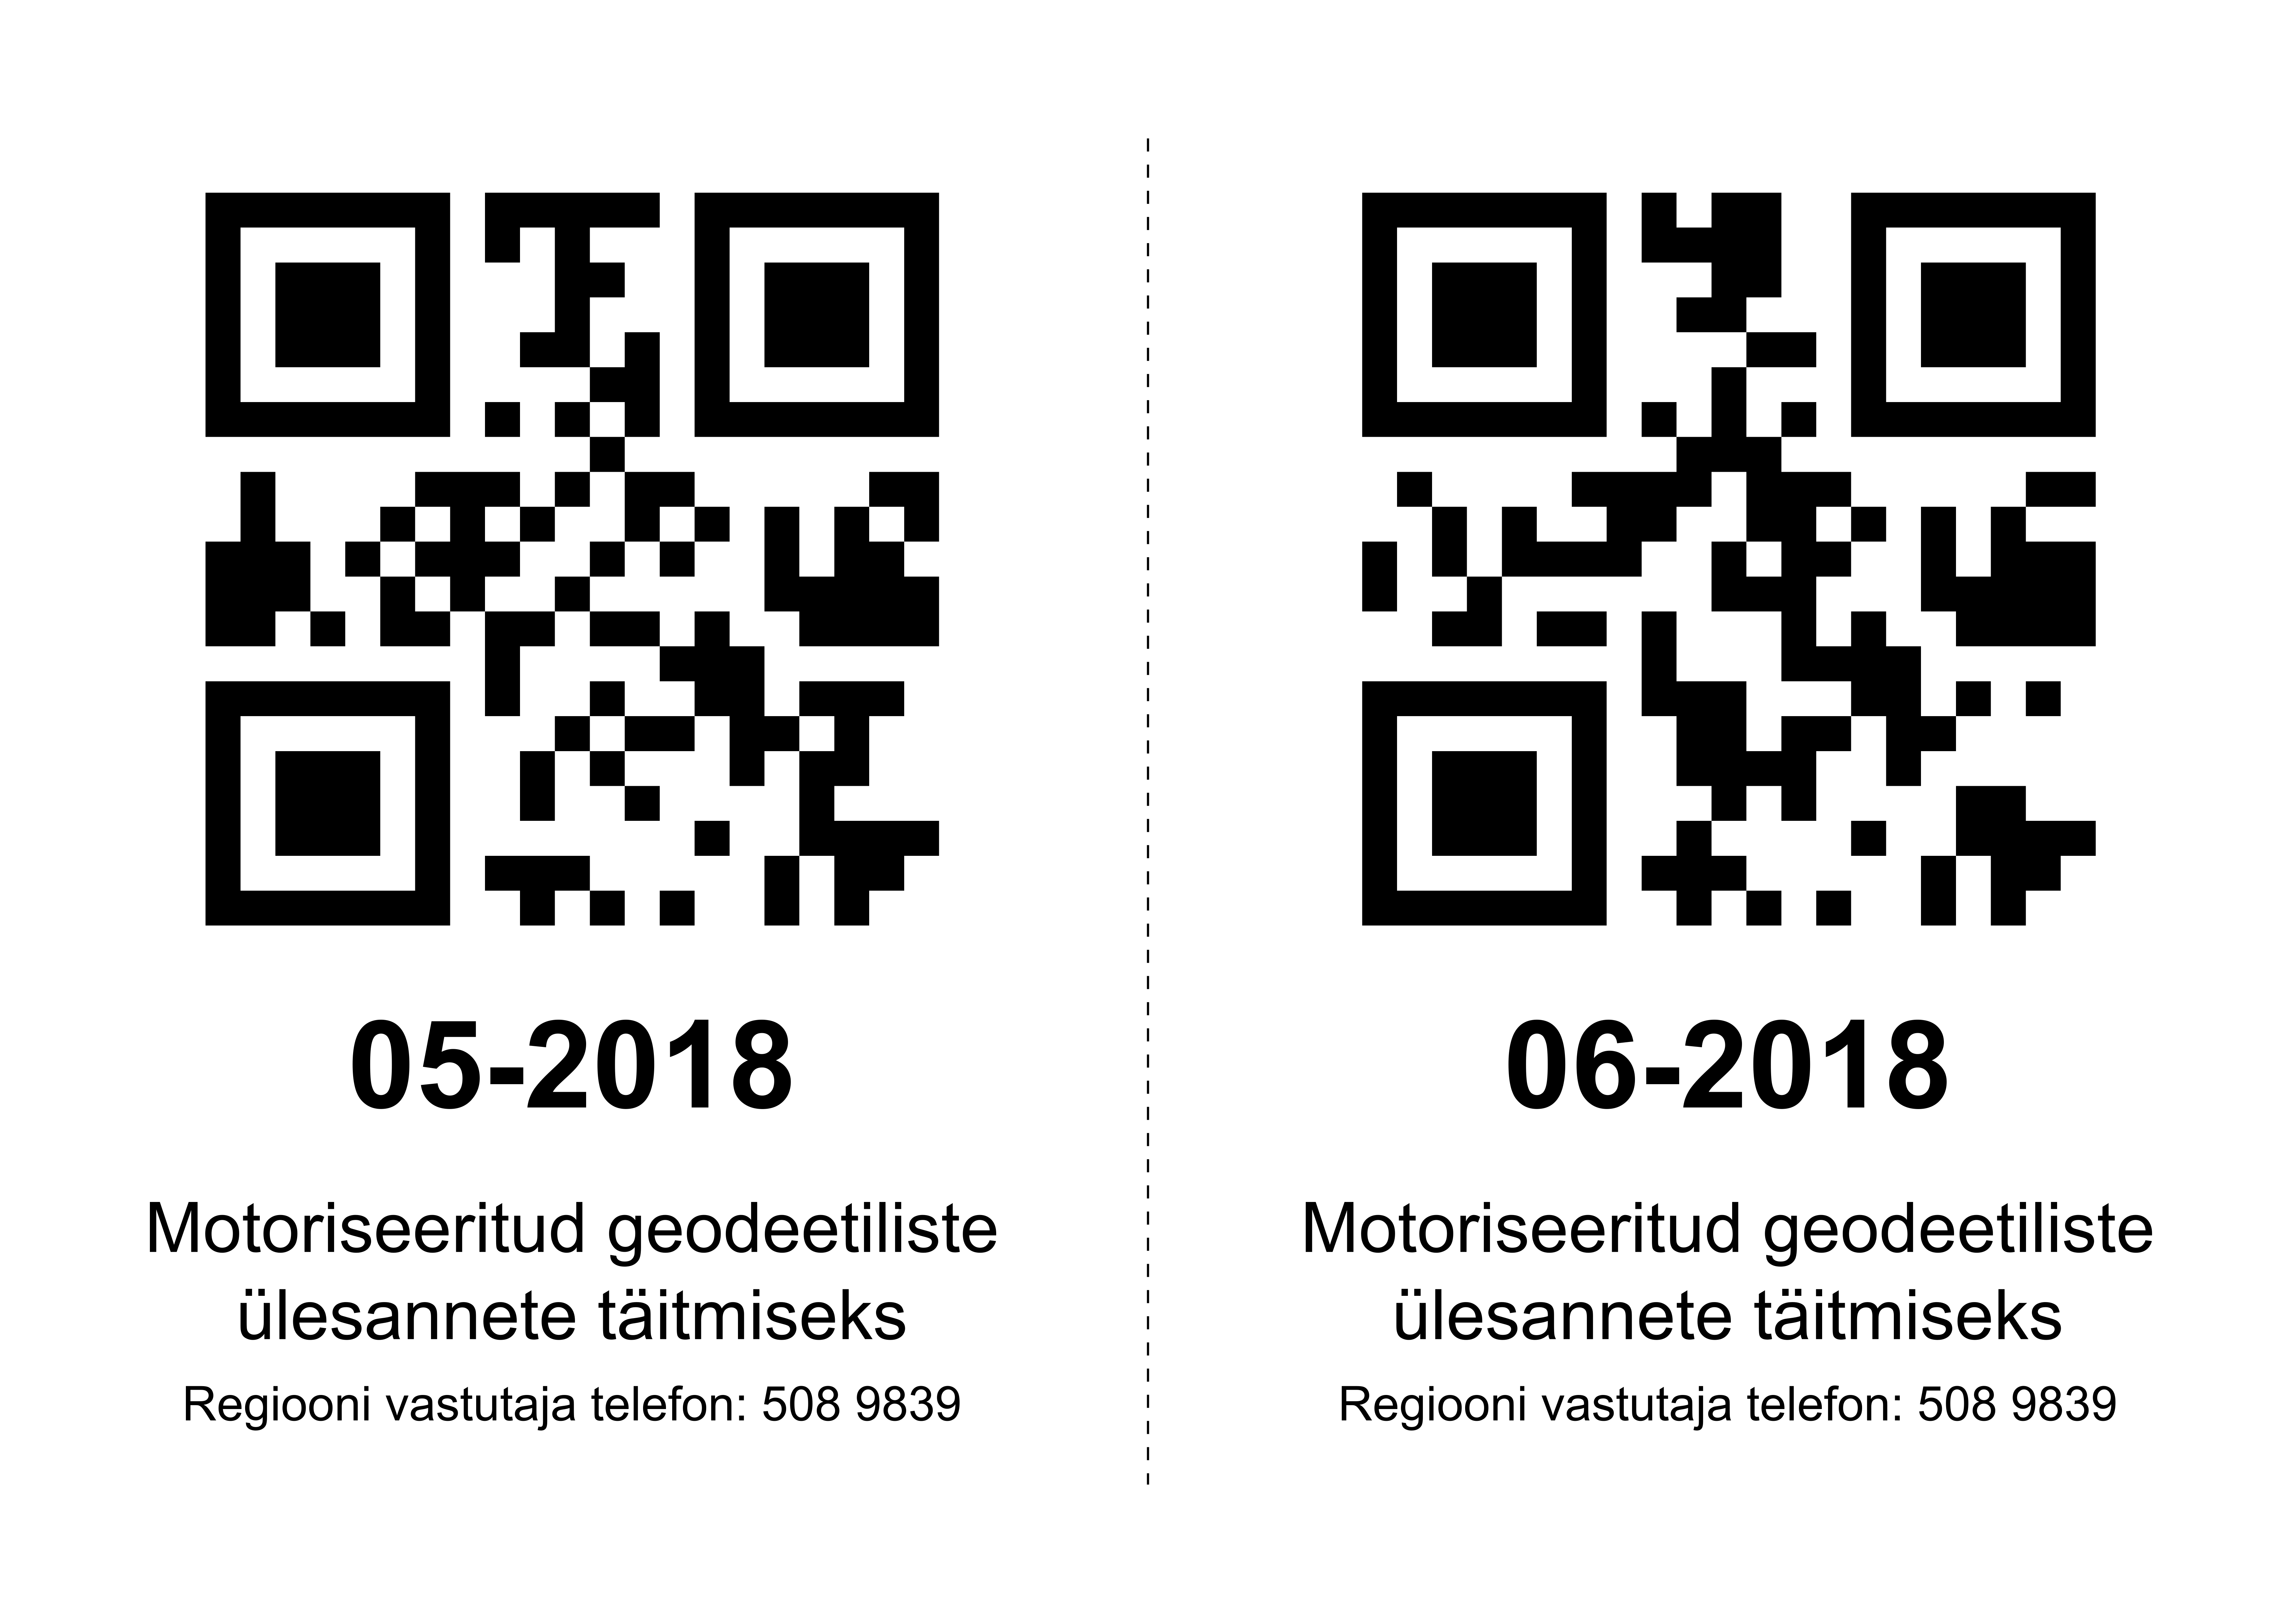 05-2018
Motoriseeritud geodeetiliste
ülesannete täitmiseks
Regiooni vastutaja telefon: 508 9839
06-2018
Motoriseeritud geodeetiliste
ülesannete täitmiseks
Regiooni vastutaja telefon: 508 9839